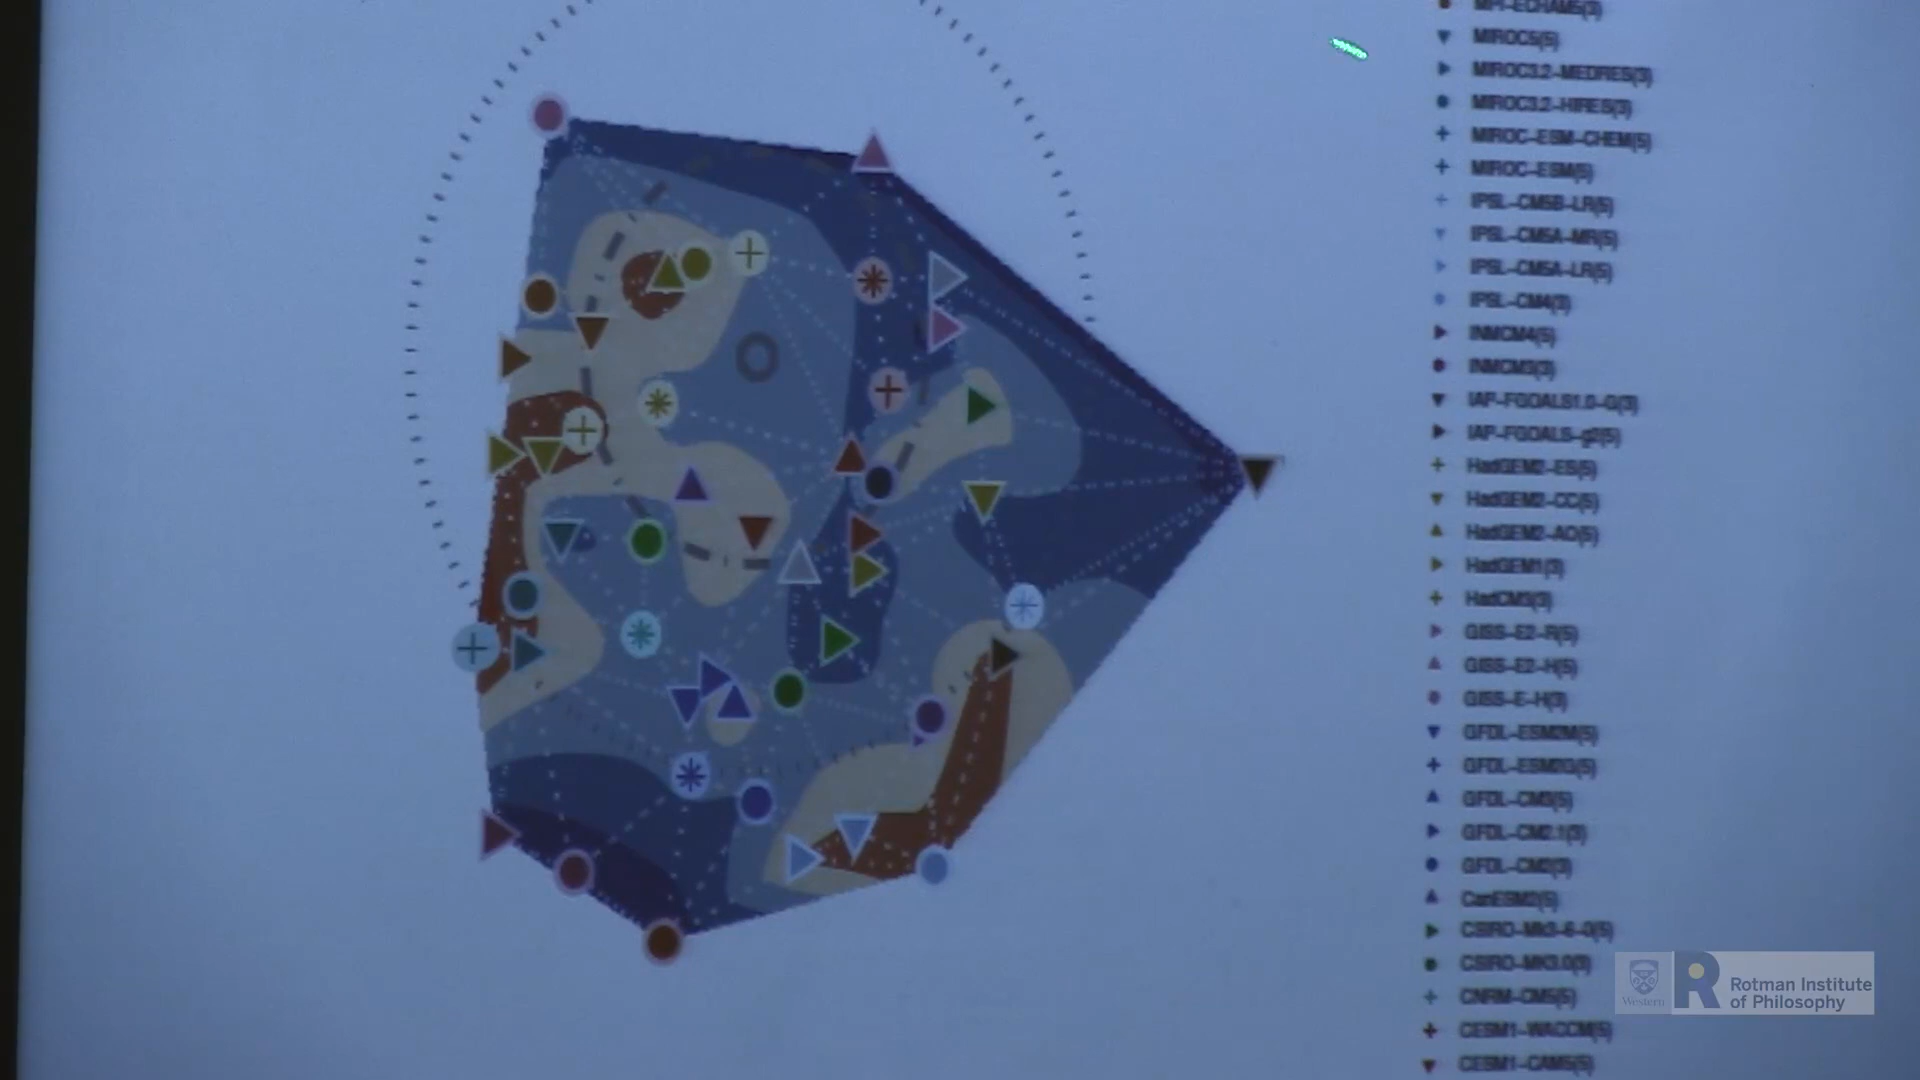 MPI-ECHAM5(3)
MIROC5(5)
MIROC3.2-MEDRES(3)
MIROC3.2-HIRES(3)
MIROC-ESM-CHEM(5)
MIROC-ESM(5)
IPSL-CM5B-LR(5)
IPSL-CM5A-MR(5)
IPSL-CM5A-LR(5)
IPSL-CM4(3)
INMCM4(5)
INMCM3(3)
IAP-FGOALS1.0-G(3)
IAP-FGOALS-g2(5)
HadGEM2-ES(5)
HadGEM2-CC(5)
HadGEM2-AO(5)
HadGEM1(3)
HadCM3(3)
GISS-E2-R(5)
GISS-E2-H(5)
GISS-E-H(3)
GFDL-ESM2M(5)
GFDL-ESM2G(5)
GFDL-CM3(5)
GFDL-CM2.1(3)
GFDL-CM2(3)
CanESM2(5)
CSIRO-Mk3-6-0(5)
CSIRO-MK3.0(3)
CNRM-CM5(5)
CESM1-WACCM(5)
CESM1-CAM5(5)
Western
Rotman Institute
of Philosophy